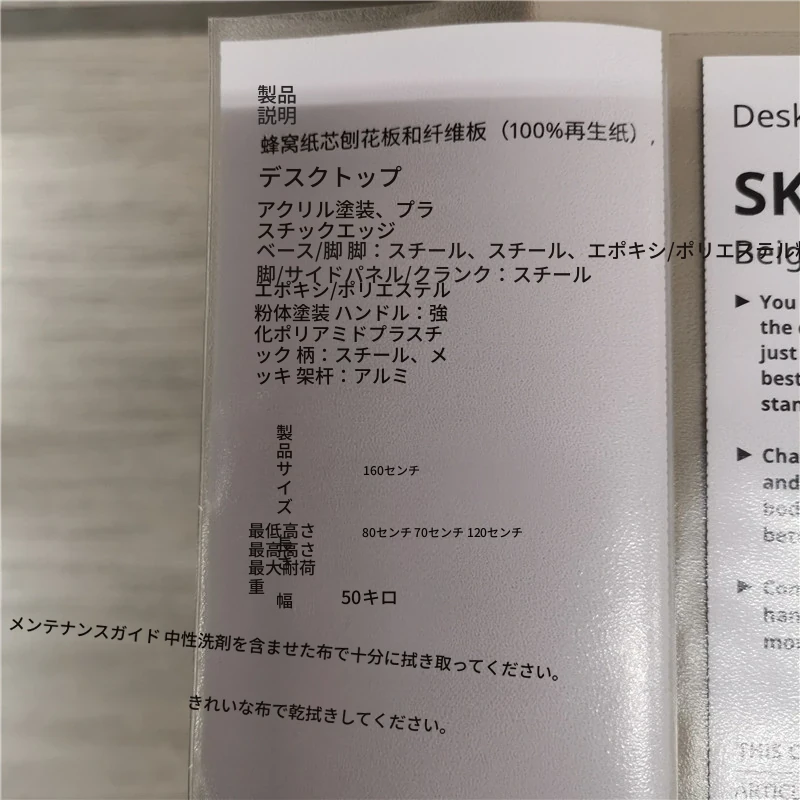 製品
説明
蜂窝纸芯刨花板和纤维板（100%再生纸）,
デスクトップ
アクリル塗装、プラ
スチックエッジ
ベース/脚 脚：スチール、スチール、エポキシ/ポリエステル
脚/サイドパネル/クランク：スチール
エポキシ/ポリエステル
粉体塗装 ハンドル：強
化ポリアミドプラスチ
ック 柄：スチール、メ
ッキ 架杆：アルミ
製品サイズ
160センチ
長さ
最低高さ
最高高さ
最大耐荷
重
80センチ 70センチ 120センチ
幅
50キロ
メンテナンスガイド 中性洗剤を含ませた布で十分に拭き取ってください。
きれいな布で乾拭きしてください。
Desk
SK
Beig
▶ You
the
just
best
stan
▶ Cha
and
bod
bet
▶ Con
han
mo
THIS
ARTICL